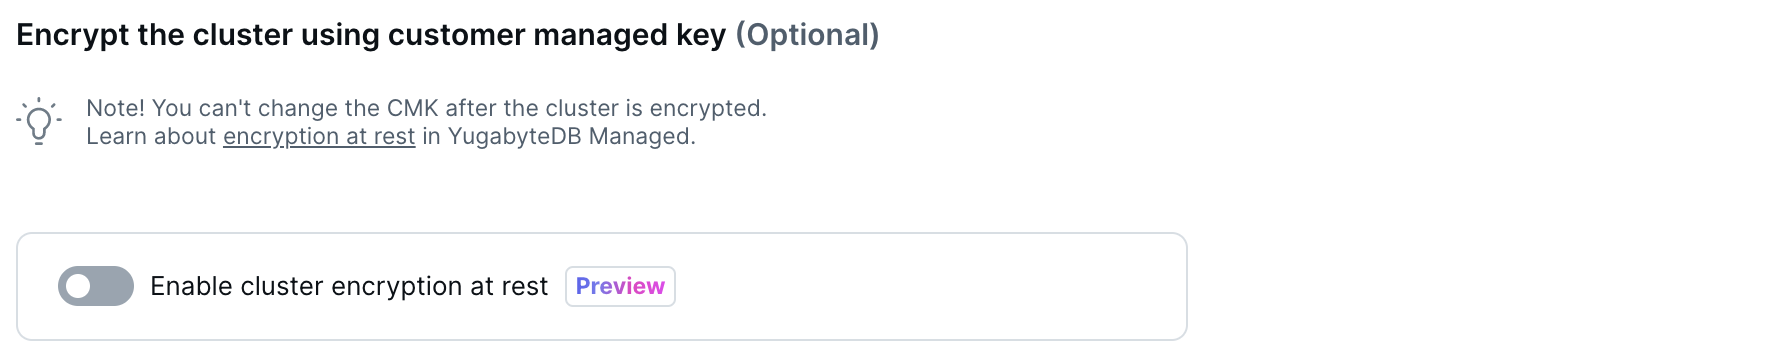 Encrypt the cluster using customer managed key (Optional)
Note! You can't change the CMK after the cluster is encrypted.
Learn about encryption at rest in YugabyteDB Managed.
Enable cluster encryption at rest Preview